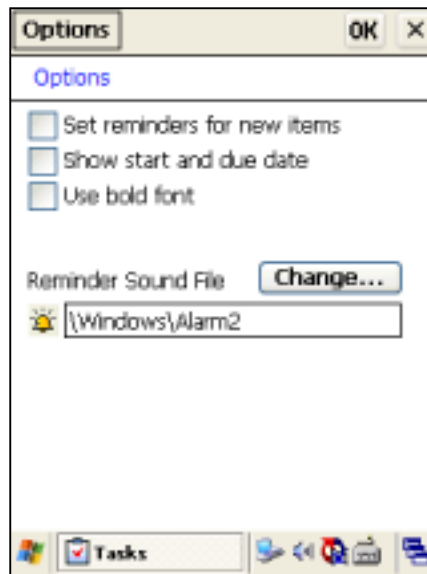 Options OK ×
Options
Set reminders for new items
Show start and due date
Use bold font
Reminder Sound File Change...
\Windows\Alarm2
Tasks